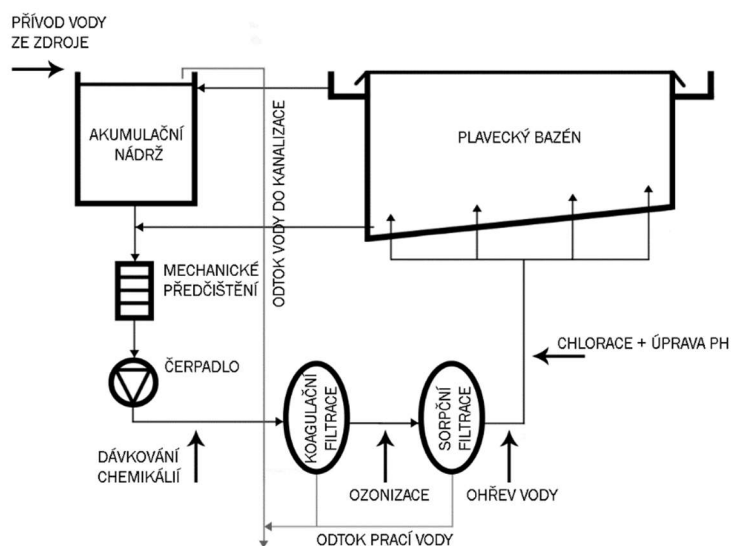 PŘÍVOD VODY
ZE ZDROJE
AKUMULAČNÍ
NÁDRŽ
ODTOK VODY DO KANALIZACE
PLAVECKÝ BAZÉN
MECHANICKÉ
PŘEDČIŠTĚNÍ
ČERPADLO
CHLORACE + ÚPRAVA PH
KOAGULAČNÍ
FILTRACE
SORPČNÍ
FILTRACE
DÁVKOVÁNÍ
CHEMIKÁLIÍ
OZONIZACE
OHŘEV VODY
ODTOK PRACÍ VODY